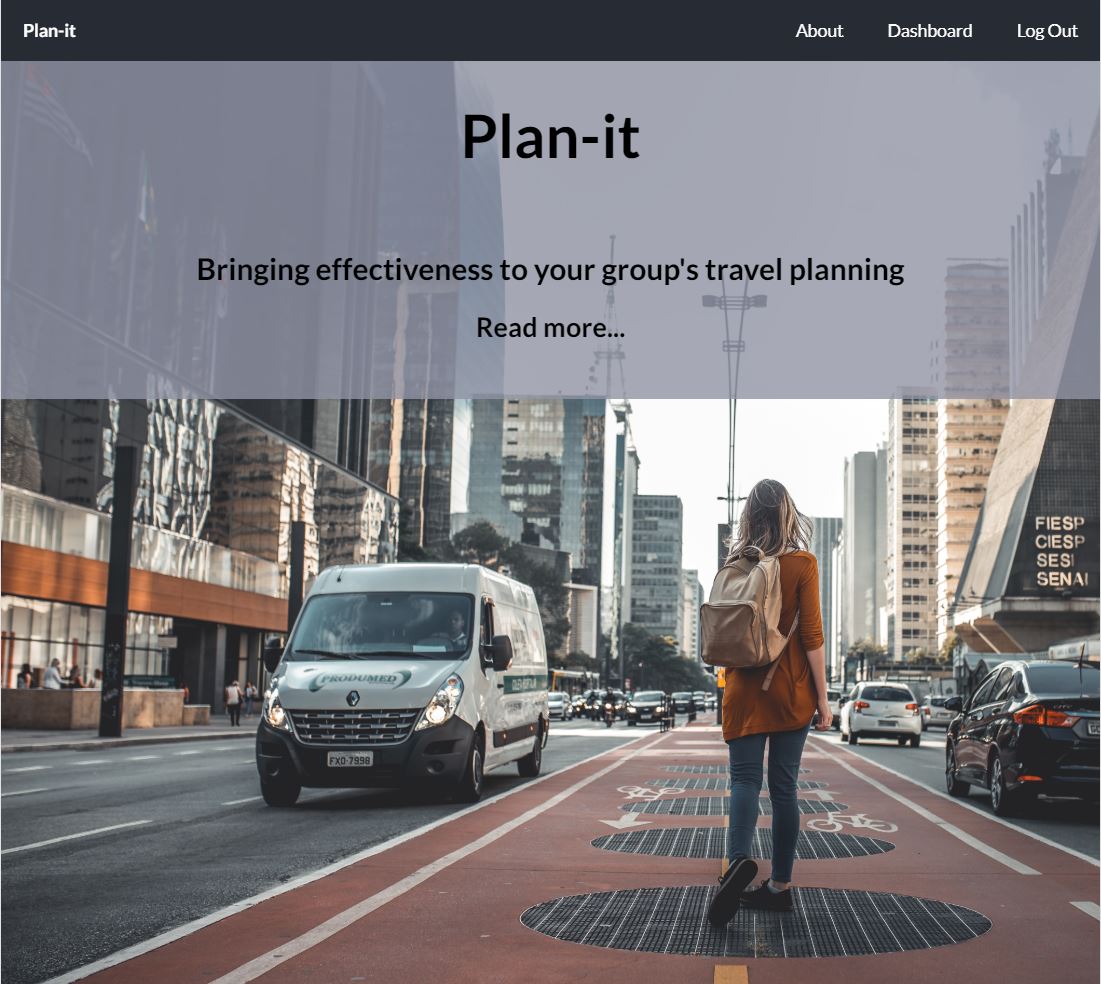 Plan-it
About
Dashboard
Log Out
Plan-it
Bringing effectiveness to your group's travel planning
Read more...
FIESP
CIESP
SESI
SENAI
PRODUMED
FXO-7998